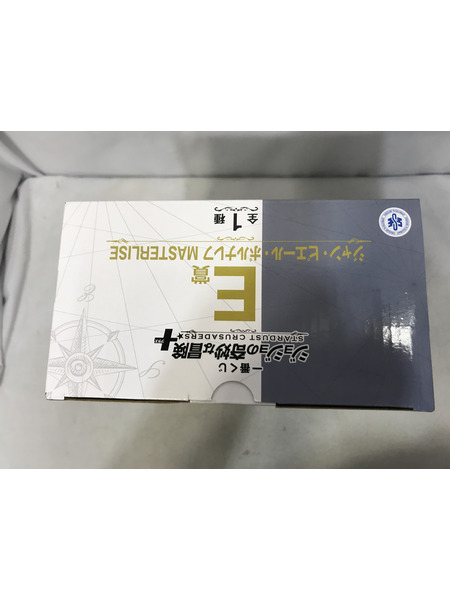 一番くじ
ジョジョの奇妙な冒険
STARDUST CRUSADERS
E賞
ジャン・ピエール・ポルナレフ MASTERLISE
全1種